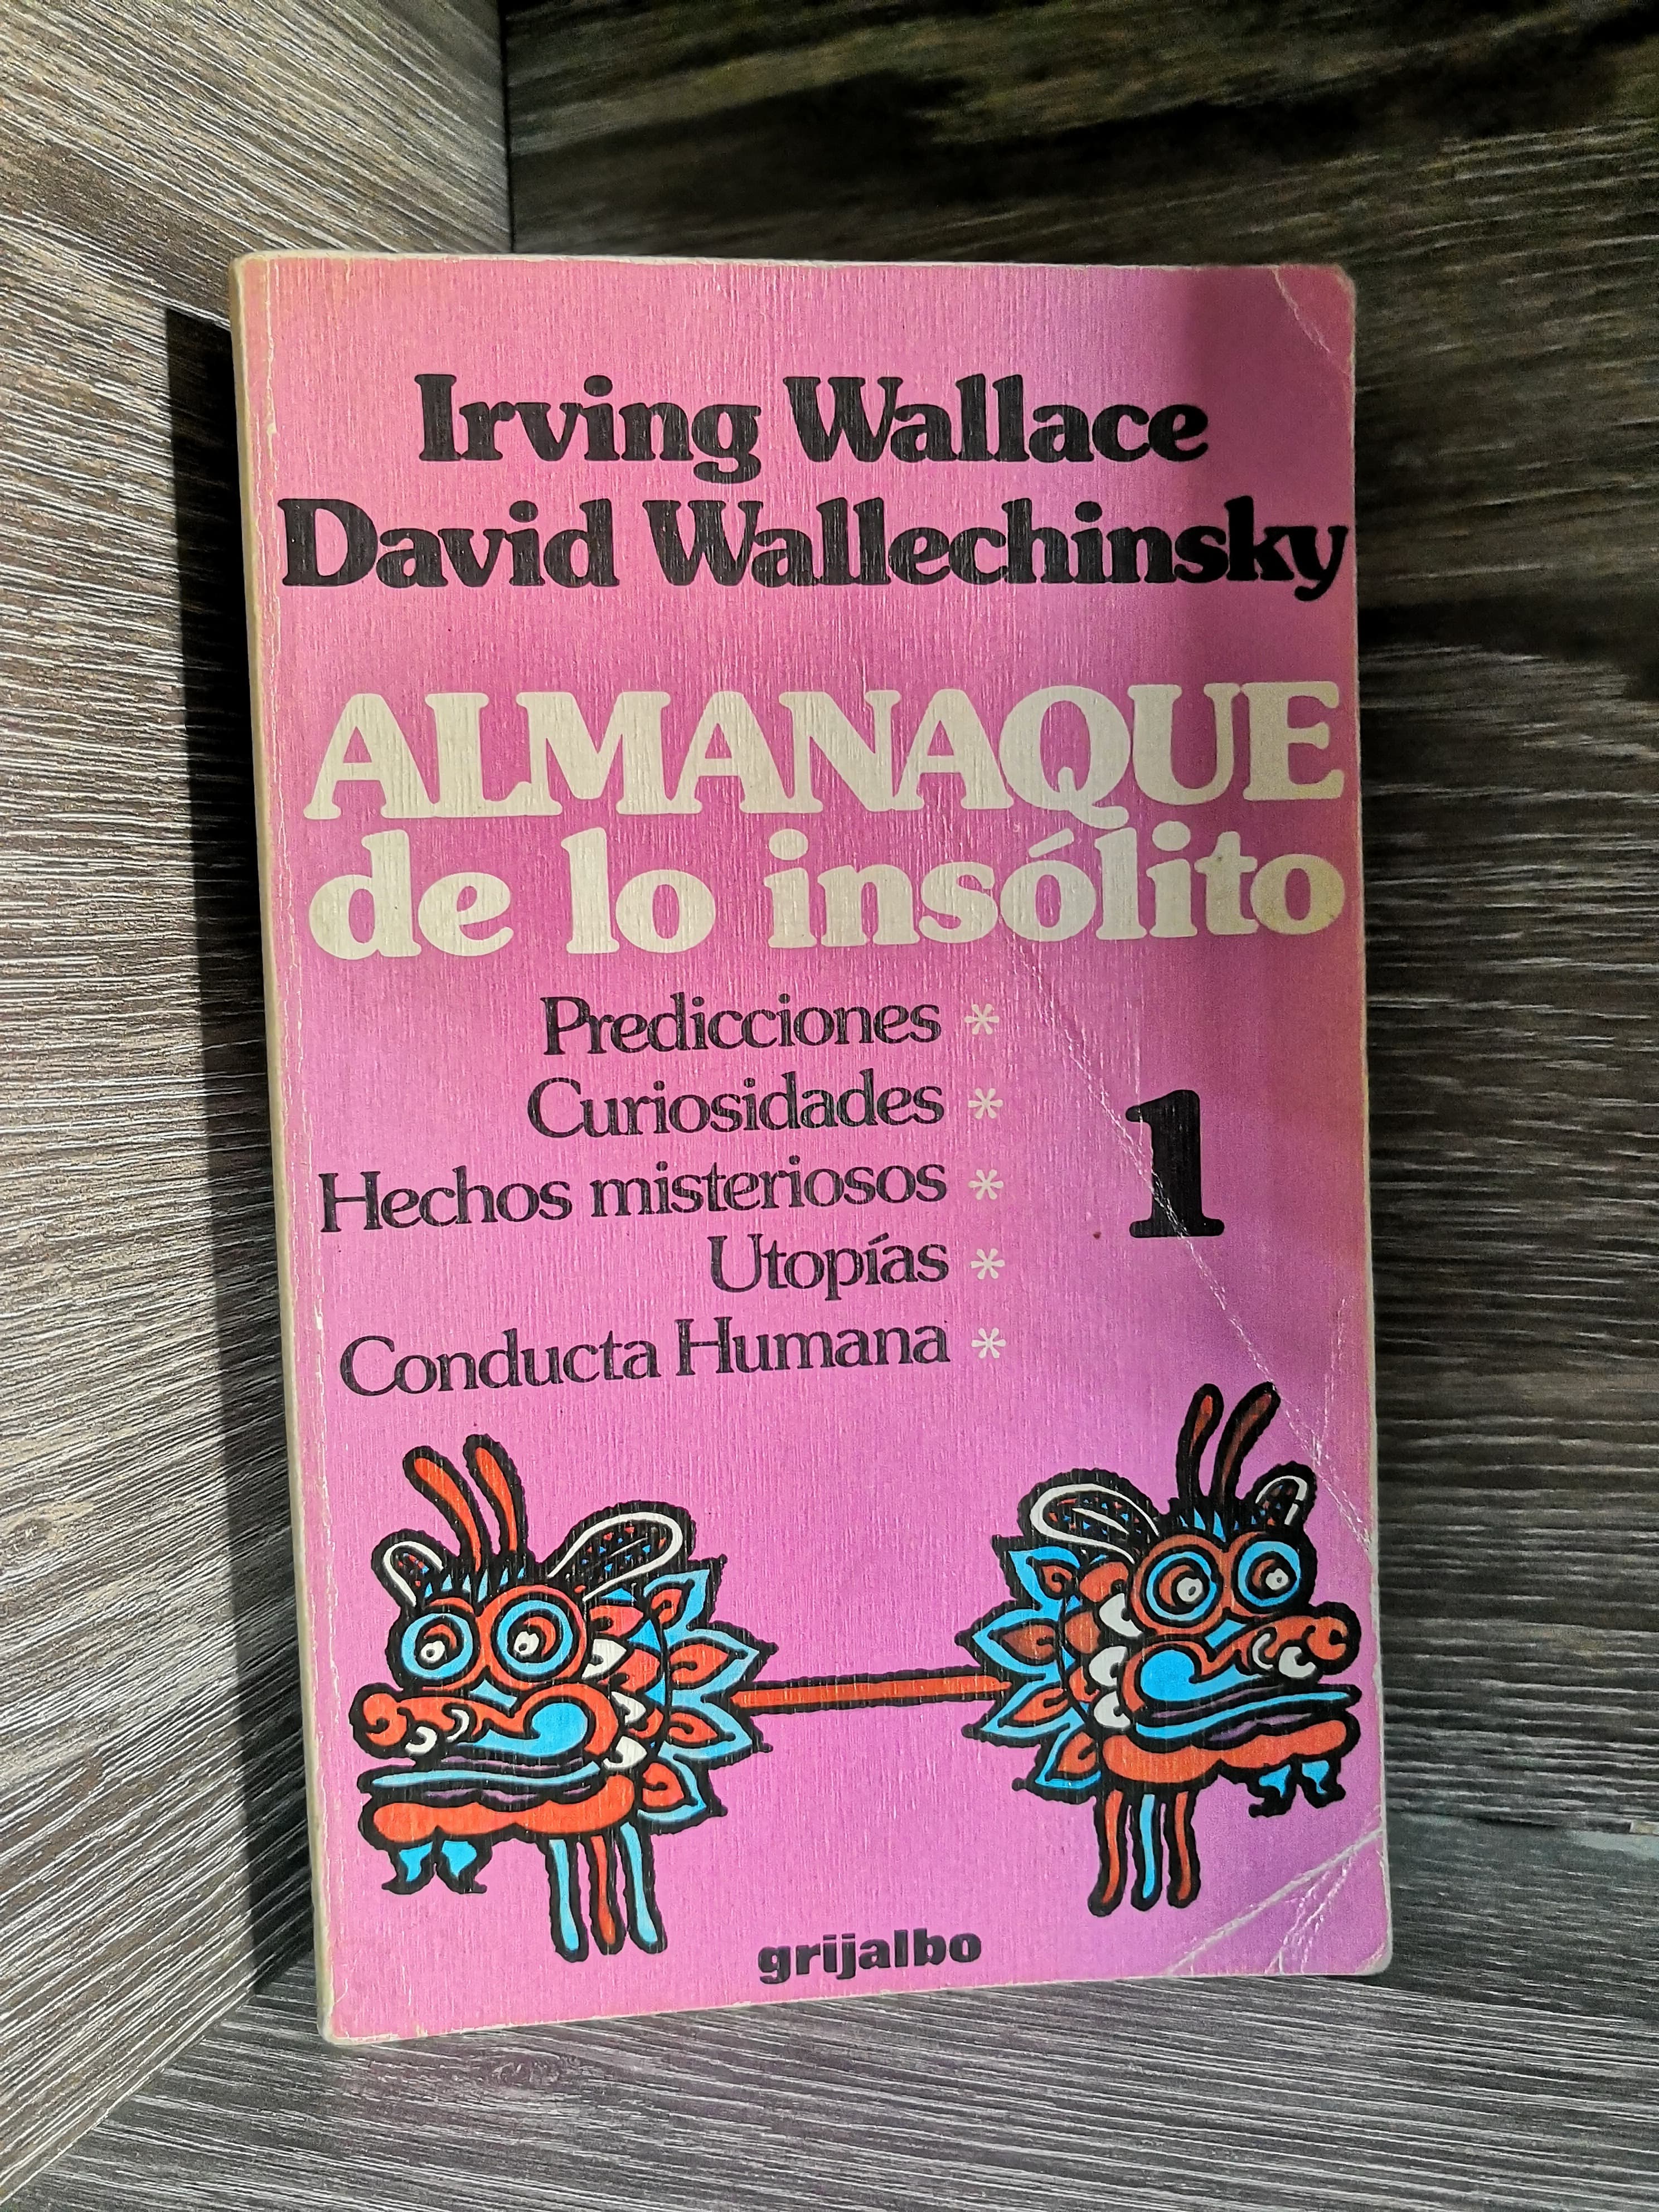 Irving Wallace
David Wallechinsky
ALMANAQUE
de lo insólito
Predicciones *
Curiosidades *
Hechos misteriosos *
Utopías *
Conducta Humana *
1
grijalbo